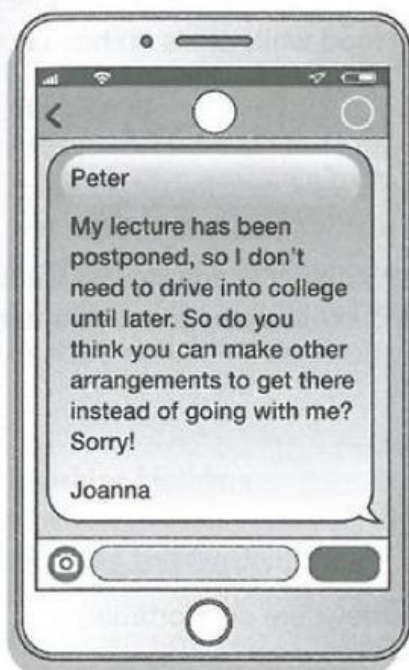 Peter
My lecture has been
postponed, so I don't
need to drive into college
until later. So do you
think you can make other
arrangements to get there
instead of going with me?
Sorry!
Joanna